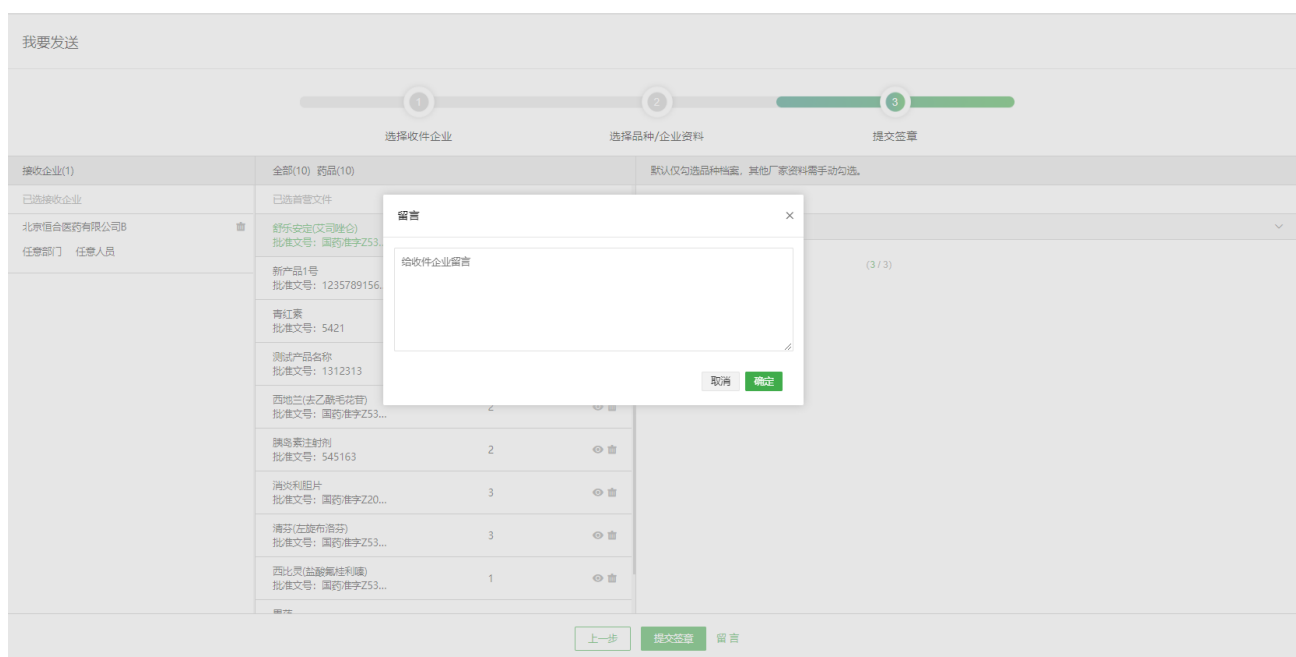 我要发送
1
2
3
选择收件企业
选择品种/企业资料
提交签章
接收企业(1)
全部(10) 药品(10)
默认仅勾选品种档案，其他厂家资料需手动勾选。
已选接收企业
已选首营文件
北京恒合医药有限公司B
任意部门 任意人员
舒乐安定(艾司唑仑)
批准文号：国药准字Z53...
新产品1号
批准文号：1235789156...
青红素
批准文号：5421
测试产品名称
批准文号：1312313
西地兰(去乙酰毛花苷)
批准文号：国药准字Z53...
2
胰岛素注射剂
批准文号：545163
2
消炎利胆片
批准文号：国药准字Z20...
3
清芬(左旋布洛芬)
批准文号：国药准字Z53...
3
西比灵(盐酸氟桂利嗪)
批准文号：国药准字Z53...
1
(3 / 3)
留言
×
给收件企业留言
取消
确定
上一步
提交签章
留言